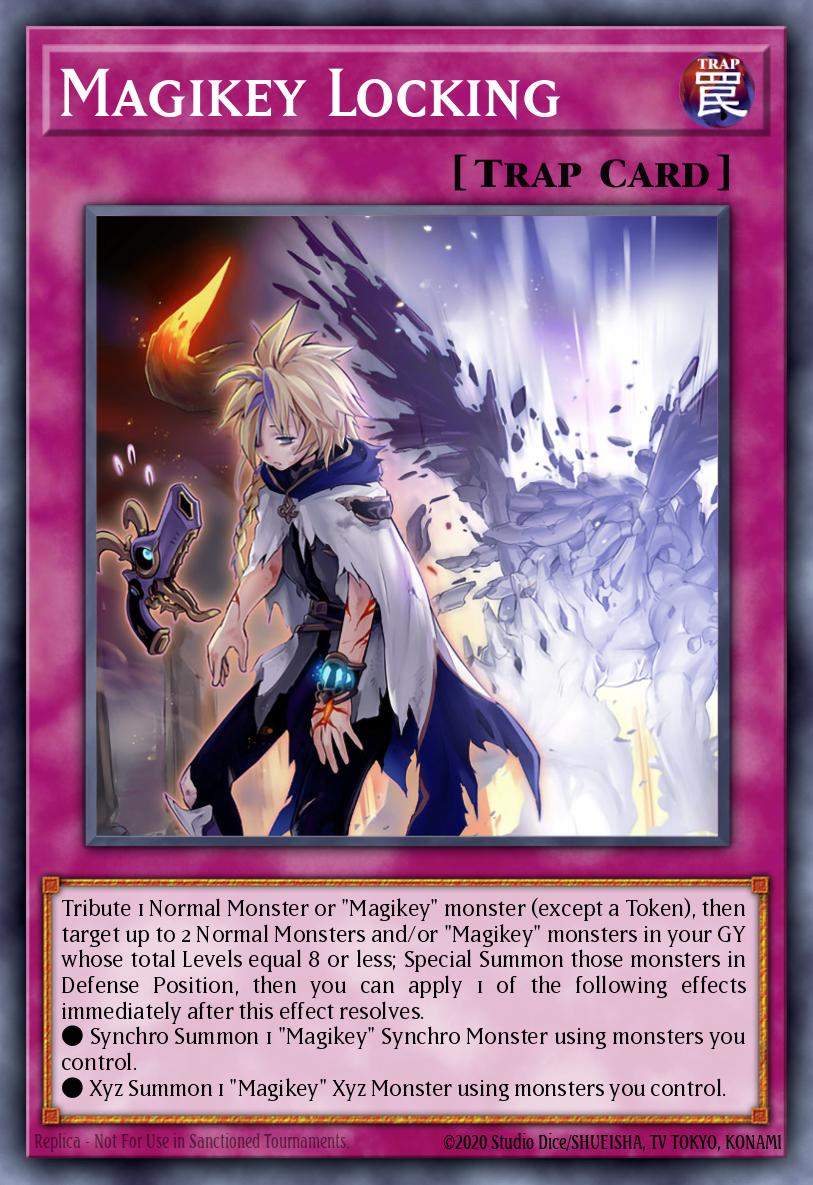 Magikey Locking
TRAP
罠
[Trap Card]
Tribute 1 Normal Monster or "Magikey" monster (except a Token), then
target up to 2 Normal Monsters and/or "Magikey" monsters in your GY
whose total Levels equal 8 or less; Special Summon those monsters in
Defense Position, then you can apply 1 of the following effects
immediately after this effect resolves.
● Synchro Summon 1 "Magikey" Synchro Monster using monsters you
control.
● Xyz Summon 1 "Magikey" Xyz Monster using monsters you control.
Replica - Not For Use in Sanctioned Tournaments.
©2020 Studio Dice/SHUEISHA, TV TOKYO, KONAMI